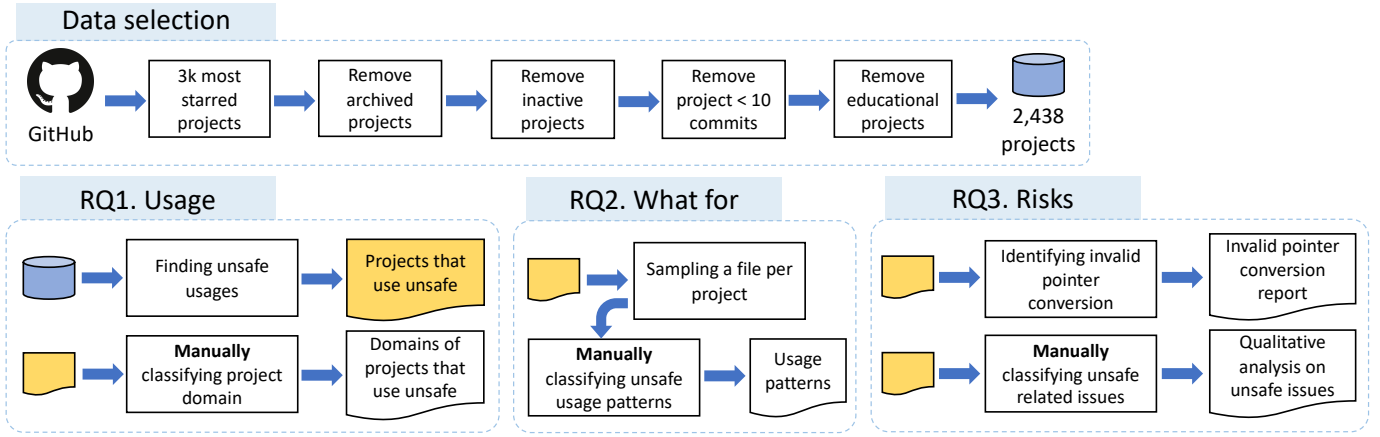 Data selection
GitHub
3k most
starred
projects
Remove
archived
projects
Remove
inactive
projects
Remove
project < 10
commits
Remove
educational
projects
2,438
projects
RQ1. Usage
Finding unsafe
usages
Projects that
use unsafe
Manually
classifying project
domain
Domains of
projects that
use unsafe
RQ2. What for
Sampling a file per
project
Manually
classifying unsafe
usage patterns
Usage
patterns
RQ3. Risks
Identifying invalid
pointer
conversion
Invalid pointer
conversion
report
Manually
classifying unsafe
related issues
Qualitative
analysis on
unsafe issues